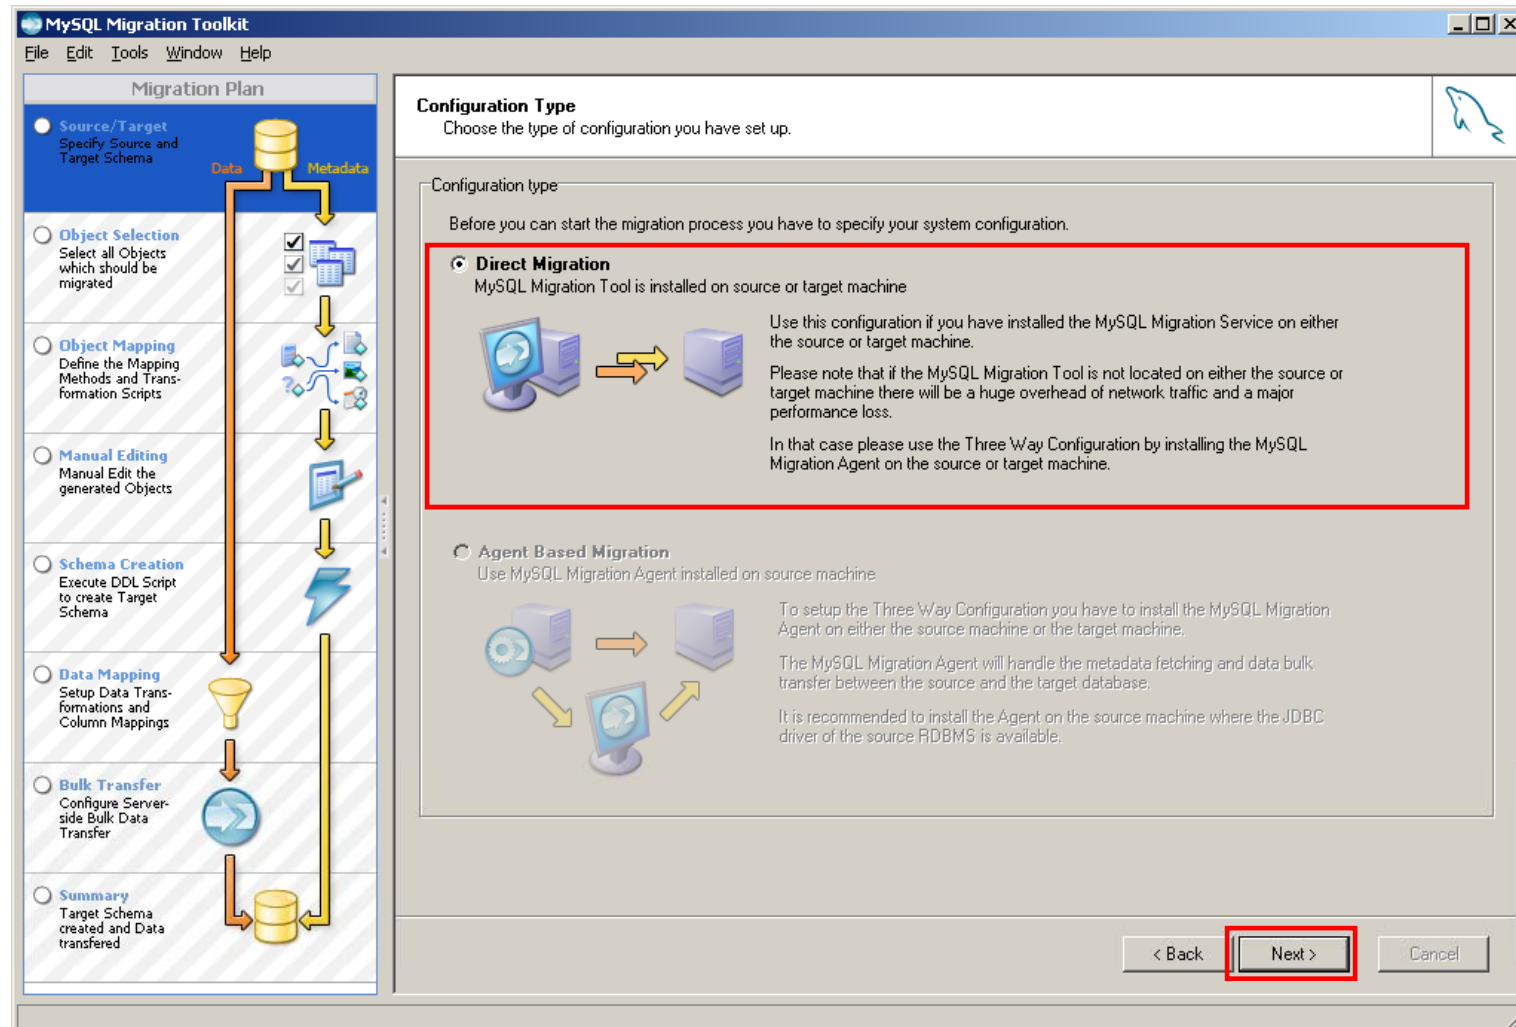 MySQL Migration Toolkit
File Edit Tools Window Help
Migration Plan
Source/Target
Specify Source and
Target Schema
Data
Metadata
Object Selection
Select all Objects
which should be
migrated
Object Mapping
Define the Mapping
Methods and Trans-
formation Scripts
Manual Editing
Manual Edit the
generated Objects
Schema Creation
Execute DDL Script
to create Target
Schema
Data Mapping
Setup Data Trans-
formations and
Column Mappings
Bulk Transfer
Configure Server-
side Bulk Data
Transfer
Summary
Target Schema
created and Data
transfered
Configuration Type
Choose the type of configuration you have set up.
Configuration type
Before you can start the migration process you have to specify your system configuration.
Direct Migration
MySQL Migration Tool is installed on source or target machine
Use this configuration if you have installed the MySQL Migration Service on either
the source or target machine.
Please note that if the MySQL Migration Tool is not located on either the source or
target machine there will be a huge overhead of network traffic and a major
performance loss.
In that case please use the Three Way Configuration by installing the MySQL
Migration Agent on the source or target machine.
Agent Based Migration
Use MySQL Migration Agent installed on source machine
To setup the Three Way Configuration you have to install the MySQL Migration
Agent on either the source machine or the target machine.
The MySQL Migration Agent will handle the metadata fetching and data bulk
transfer between the source and the target database.
It is recommended to install the Agent on the source machine where the JDBC
driver of the source RDBMS is available.
< Back
Next >
Cancel